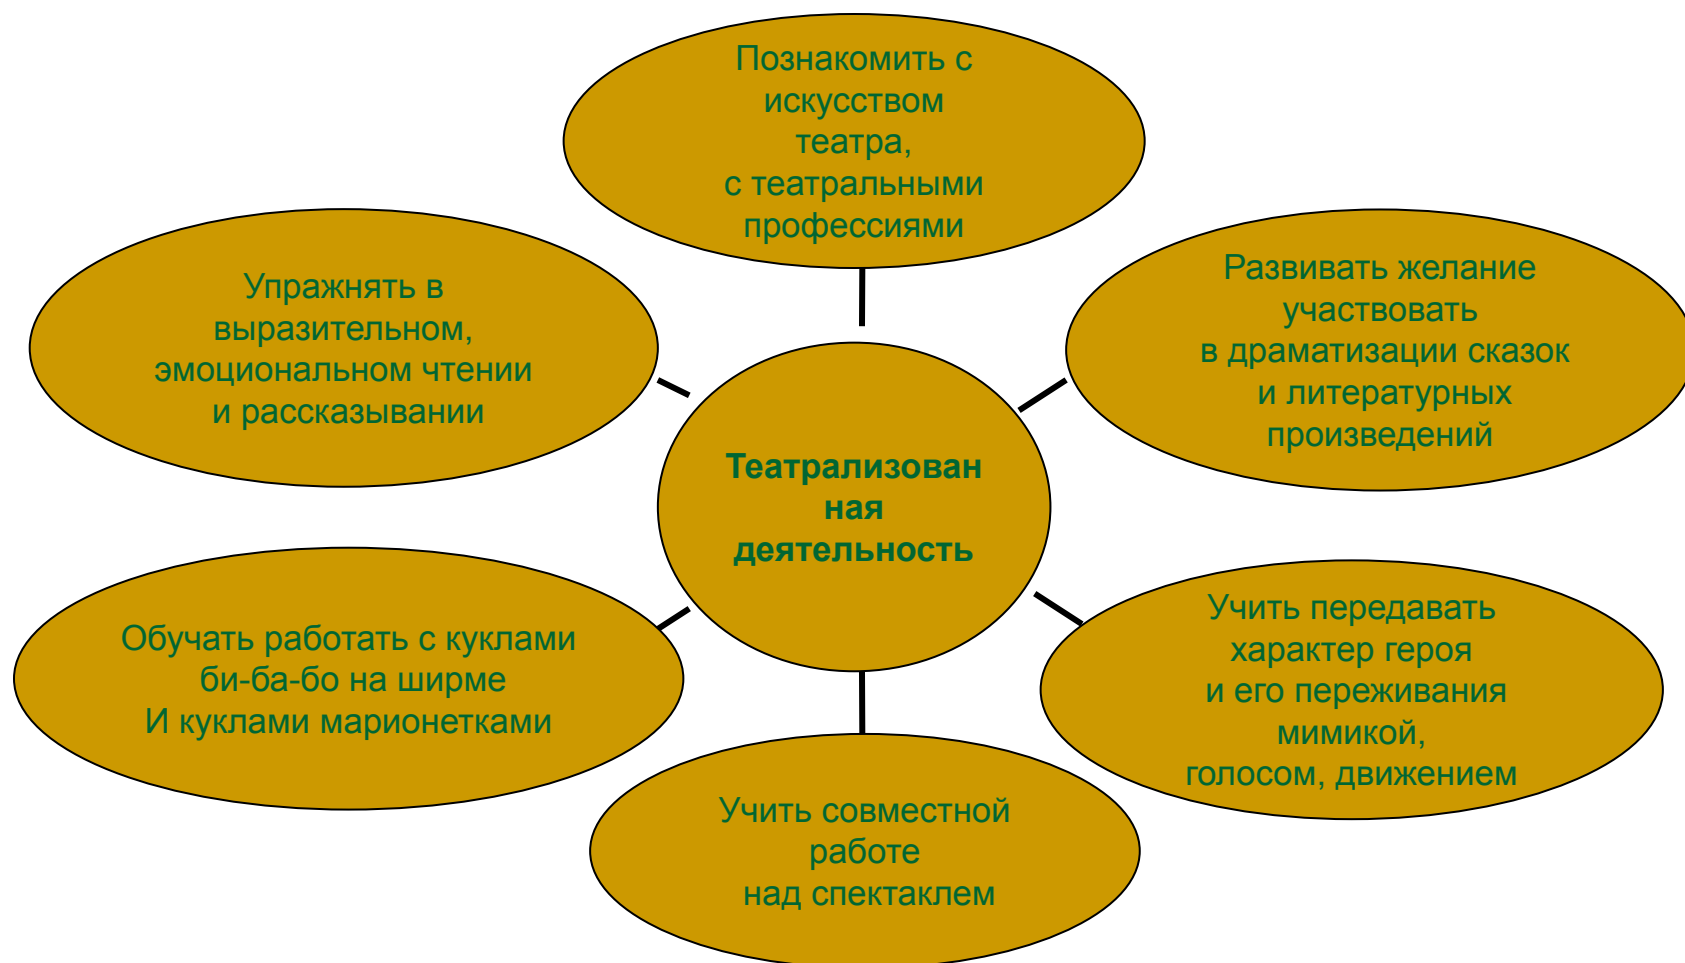 Познакомить с
искусством
театра,
с театральными
профессиями
Упражнять в
выразительном,
эмоциональном чтении
и рассказывании
Развивать желание
участвовать
в драматизации сказок
и литературных
произведений
Театрализован
ная
деятельность
Обучать работать с куклами
би-ба-бо на ширме
И куклами марионетками
Учить передавать
характер героя
и его переживания
мимикой,
голосом, движением
Учить совместной
работе
над спектаклем